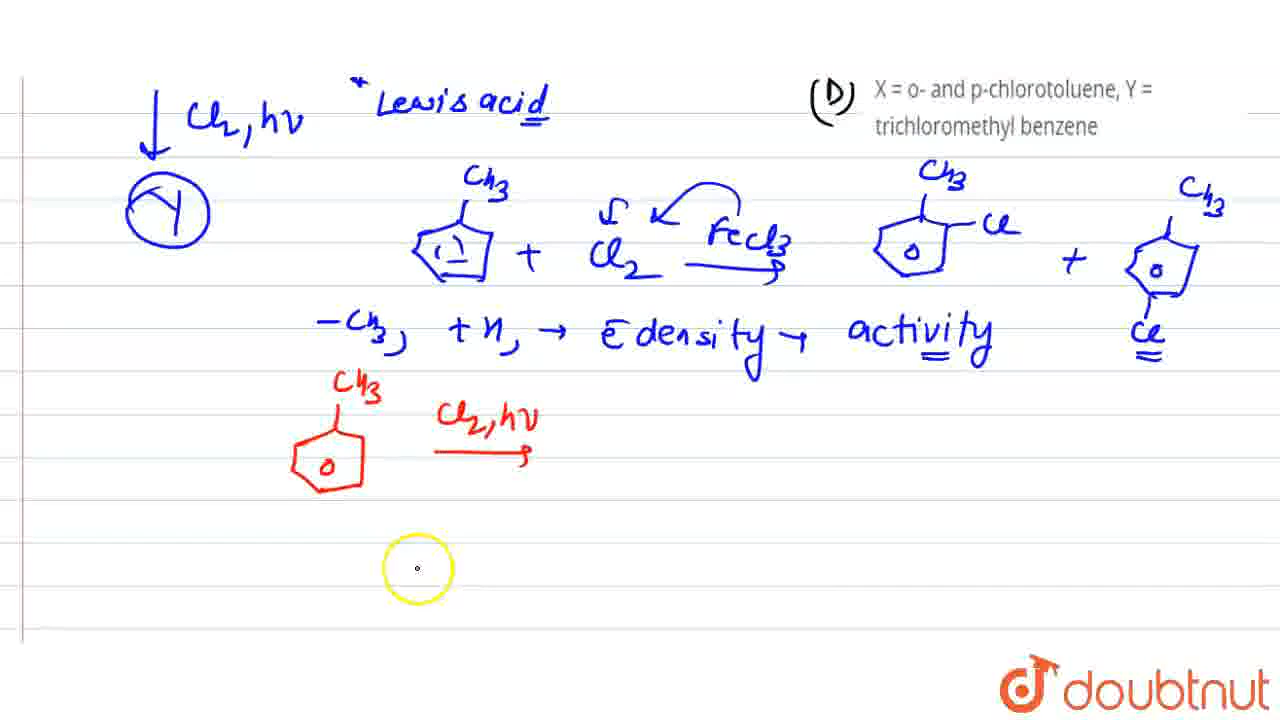 Cl2, hν
* Lewis acid
(D) X = o- and p-chlorotoluene, Y =
trichloromethyl benzene
Y
CH3
CH3
CH3
+ Cl2
FeCl3
Cl
+
Cl
-CH3, +H, → ē density → activity
CH3
Cl2, hν
doubtnut